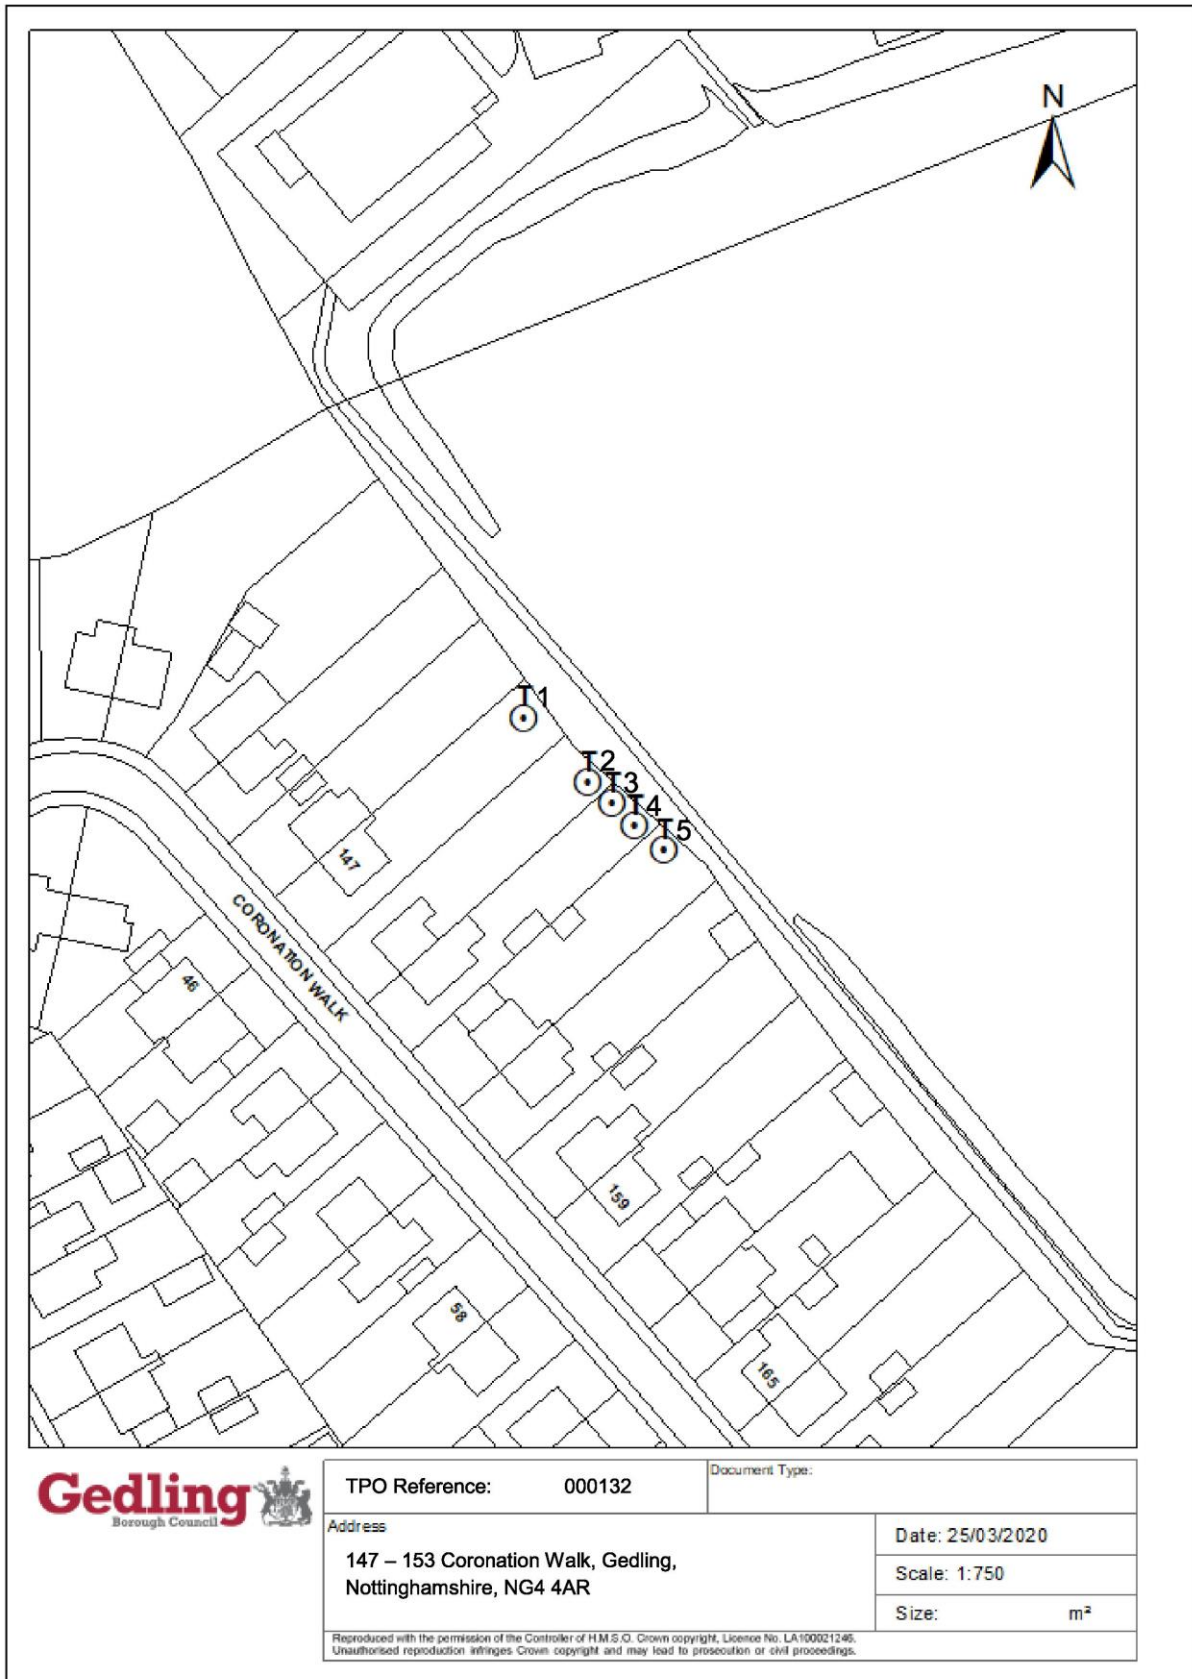 N
T1
T2
T3
T4
T5
147
CORONATION WALK
46
159
58
165
Gedling
Borough Council
TPO Reference: 000132
Document Type:
Address
147 – 153 Coronation Walk, Gedling,
Nottinghamshire, NG4 4AR
Date: 25/03/2020
Scale: 1:750
Size: m²
Reproduced with the permission of the Controller of H.M.S.O. Crown copyright, Licence No. LA100021246.
Unauthorised reproduction infringes Crown copyright and may lead to prosecution or civil proceedings.